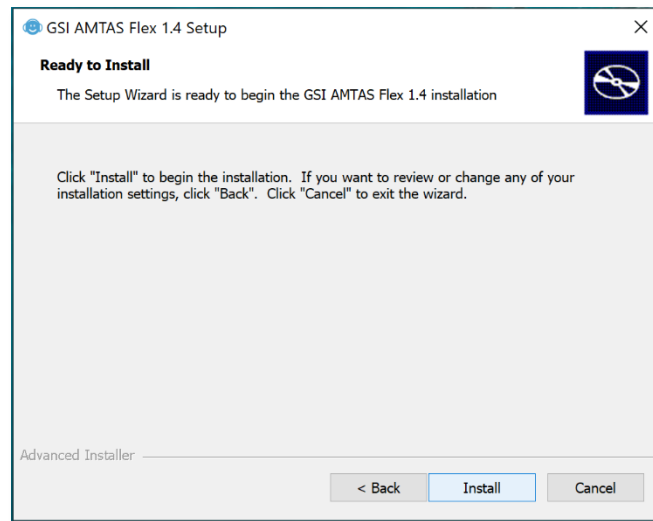 GSI AMTAS Flex 1.4 Setup
Ready to Install
The Setup Wizard is ready to begin the GSI AMTAS Flex 1.4 installation
Click "Install" to begin the installation. If you want to review or change any of your
installation settings, click "Back". Click "Cancel" to exit the wizard.
Advanced Installer
< Back Install Cancel